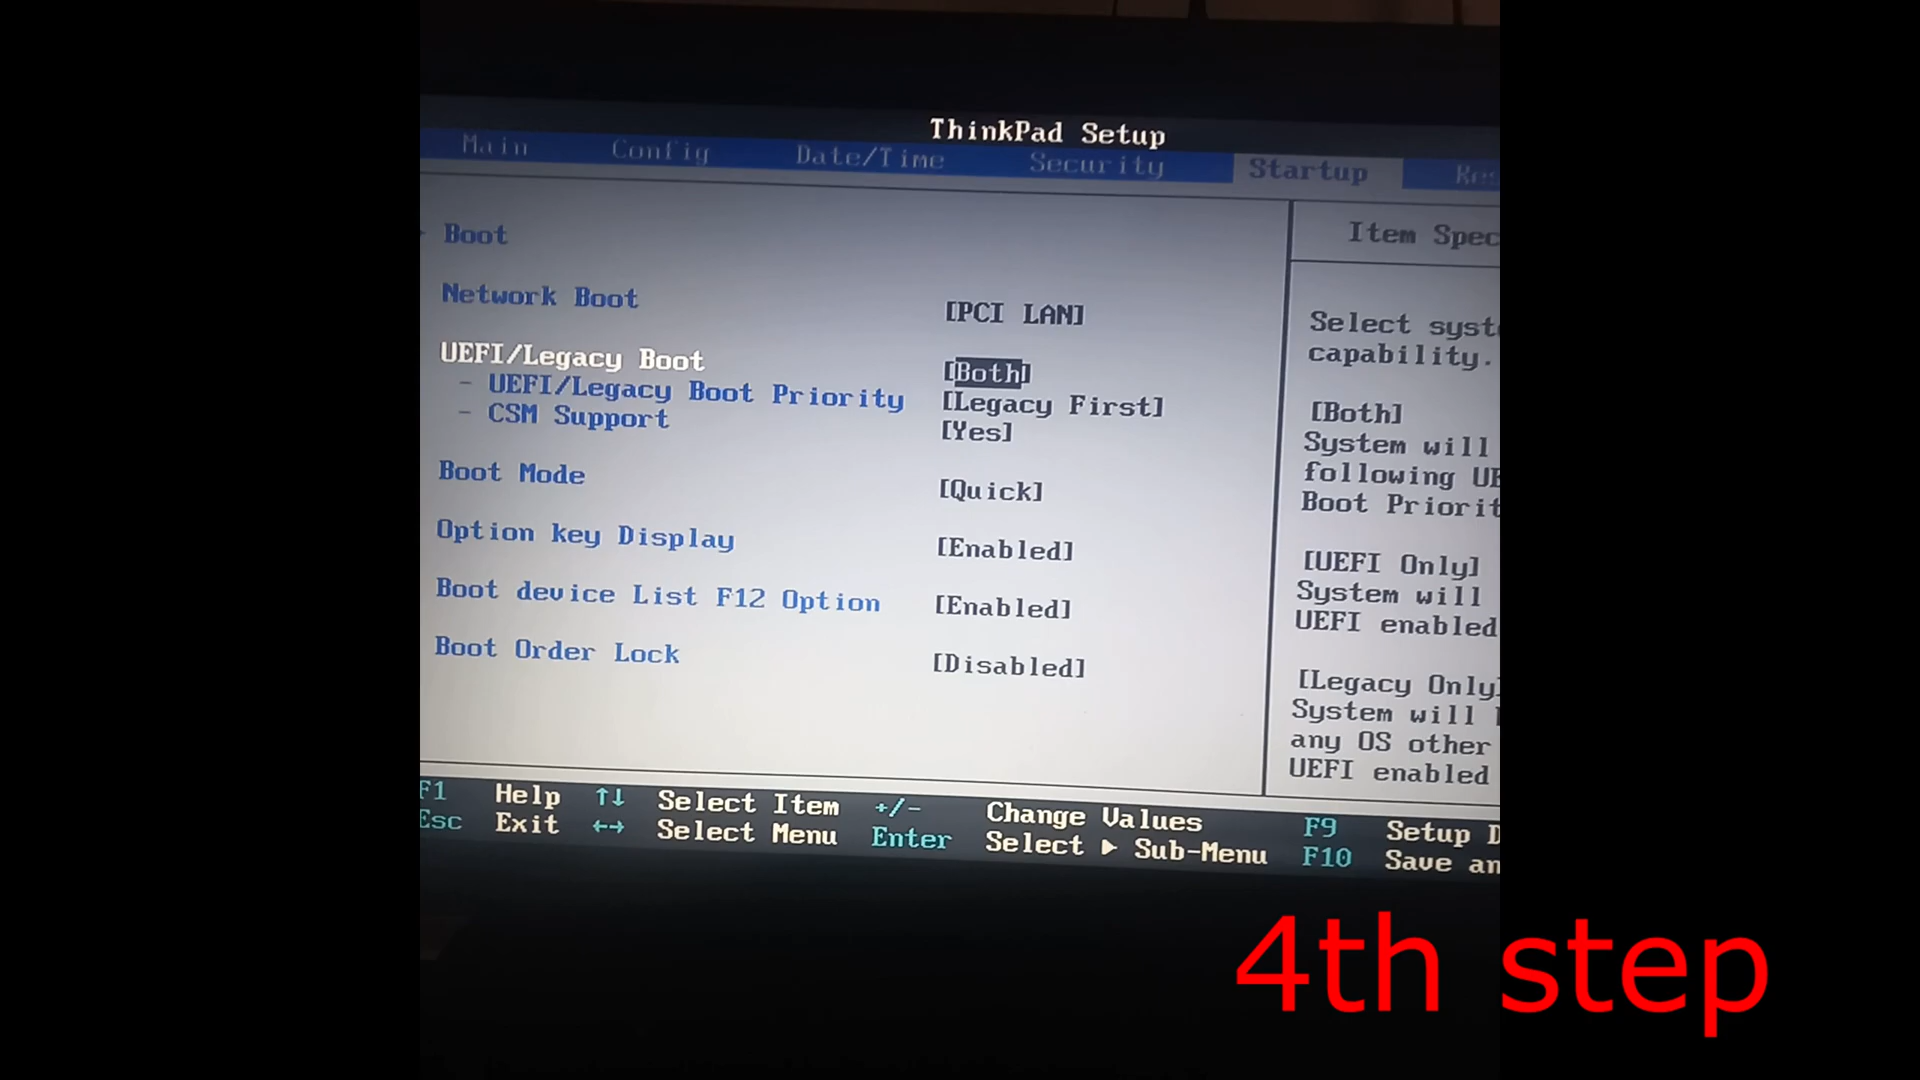 ThinkPad Setup
Main Config Date/Time Security Startup
Boot
Network Boot [PCI LAN]
UEFI/Legacy Boot [Both]
- UEFI/Legacy Boot Priority [Legacy First]
- CSM Support [Yes]
Boot Mode [Quick]
Option key Display [Enabled]
Boot device List F12 Option [Enabled]
Boot Order Lock [Disabled]
Item Spec
Select syst
capability.
[Both]
System will
following UE
Boot Priorit
[UEFI Only]
System will
UEFI enabled
[Legacy Only]
System will
any OS other
UEFI enabled
F1 Help ↑↓ Select Item +/- Change Values F9 Setup D
Esc Exit ←→ Select Menu Enter Select ▶ Sub-Menu F10 Save an
4th step